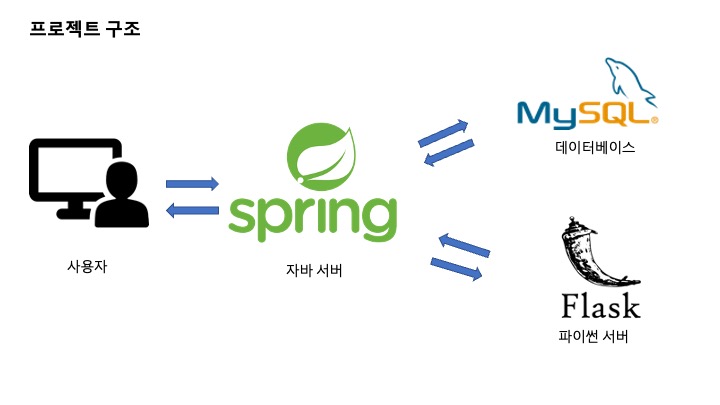 프로젝트 구조
MySQL®
데이터베이스
spring
사용자
자바 서버
Flask
파이썬 서버